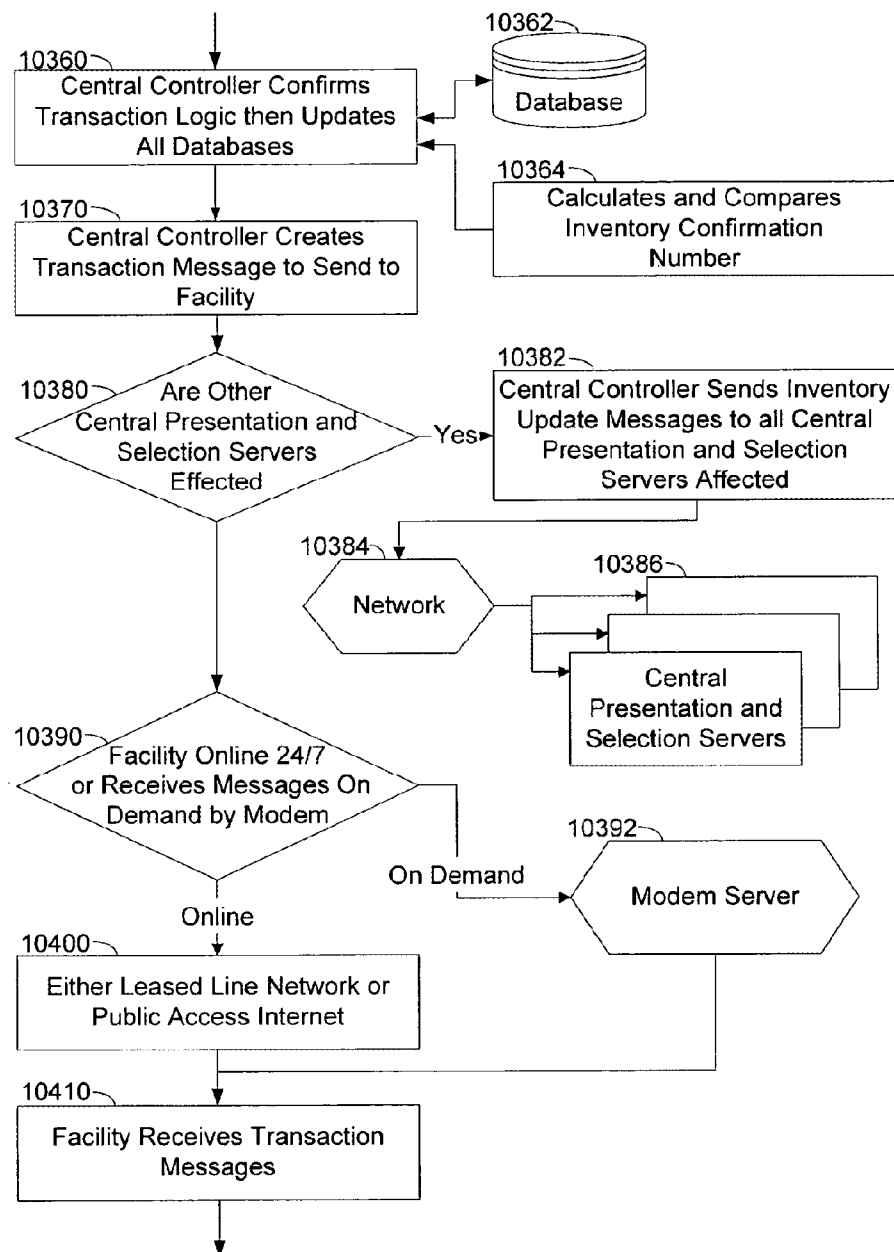 10360
Central Controller Confirms
Transaction Logic then Updates
All Databases
10362
Database
10364
Calculates and Compares
Inventory Confirmation
Number
10370
Central Controller Creates
Transaction Message to Send to
Facility
10380
Are Other
Central Presentation and
Selection Servers
Effected
Yes
10382
Central Controller Sends Inventory
Update Messages to all Central
Presentation and Selection
Servers Affected
10384
Network
10386
Central
Presentation and
Selection Servers
10390
Facility Online 24/7
or Receives Messages On
Demand by Modem
On Demand
10392
Modem Server
Online
10400
Either Leased Line Network or
Public Access Internet
10410
Facility Receives Transaction
Messages